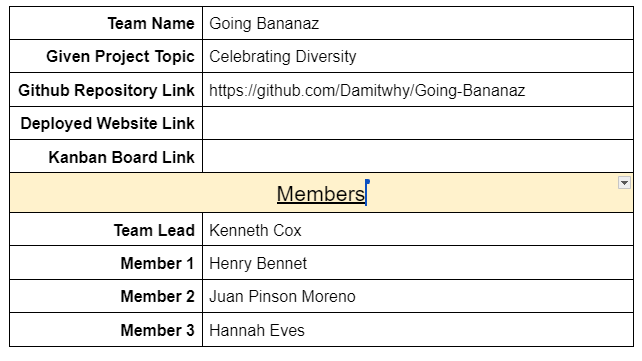 Team Name Going Bananaz
Given Project Topic Celebrating Diversity
Github Repository Link https://github.com/Damitwhy/Going-Bananaz
Deployed Website Link
Kanban Board Link
Members
Team Lead Kenneth Cox
Member 1 Henry Bennet
Member 2 Juan Pinson Moreno
Member 3 Hannah Eves